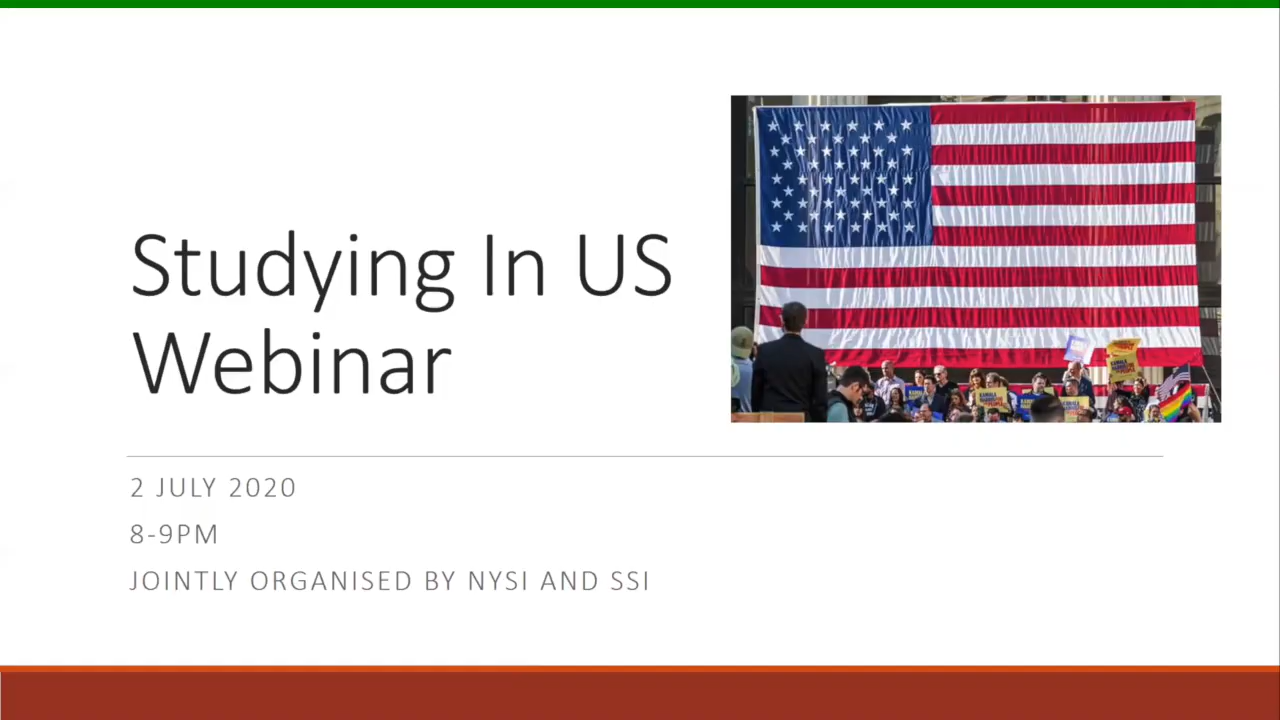 Studying In US
Webinar
2 JULY 2020
8-9PM
JOINTLY ORGANISED BY NYSI AND SSI